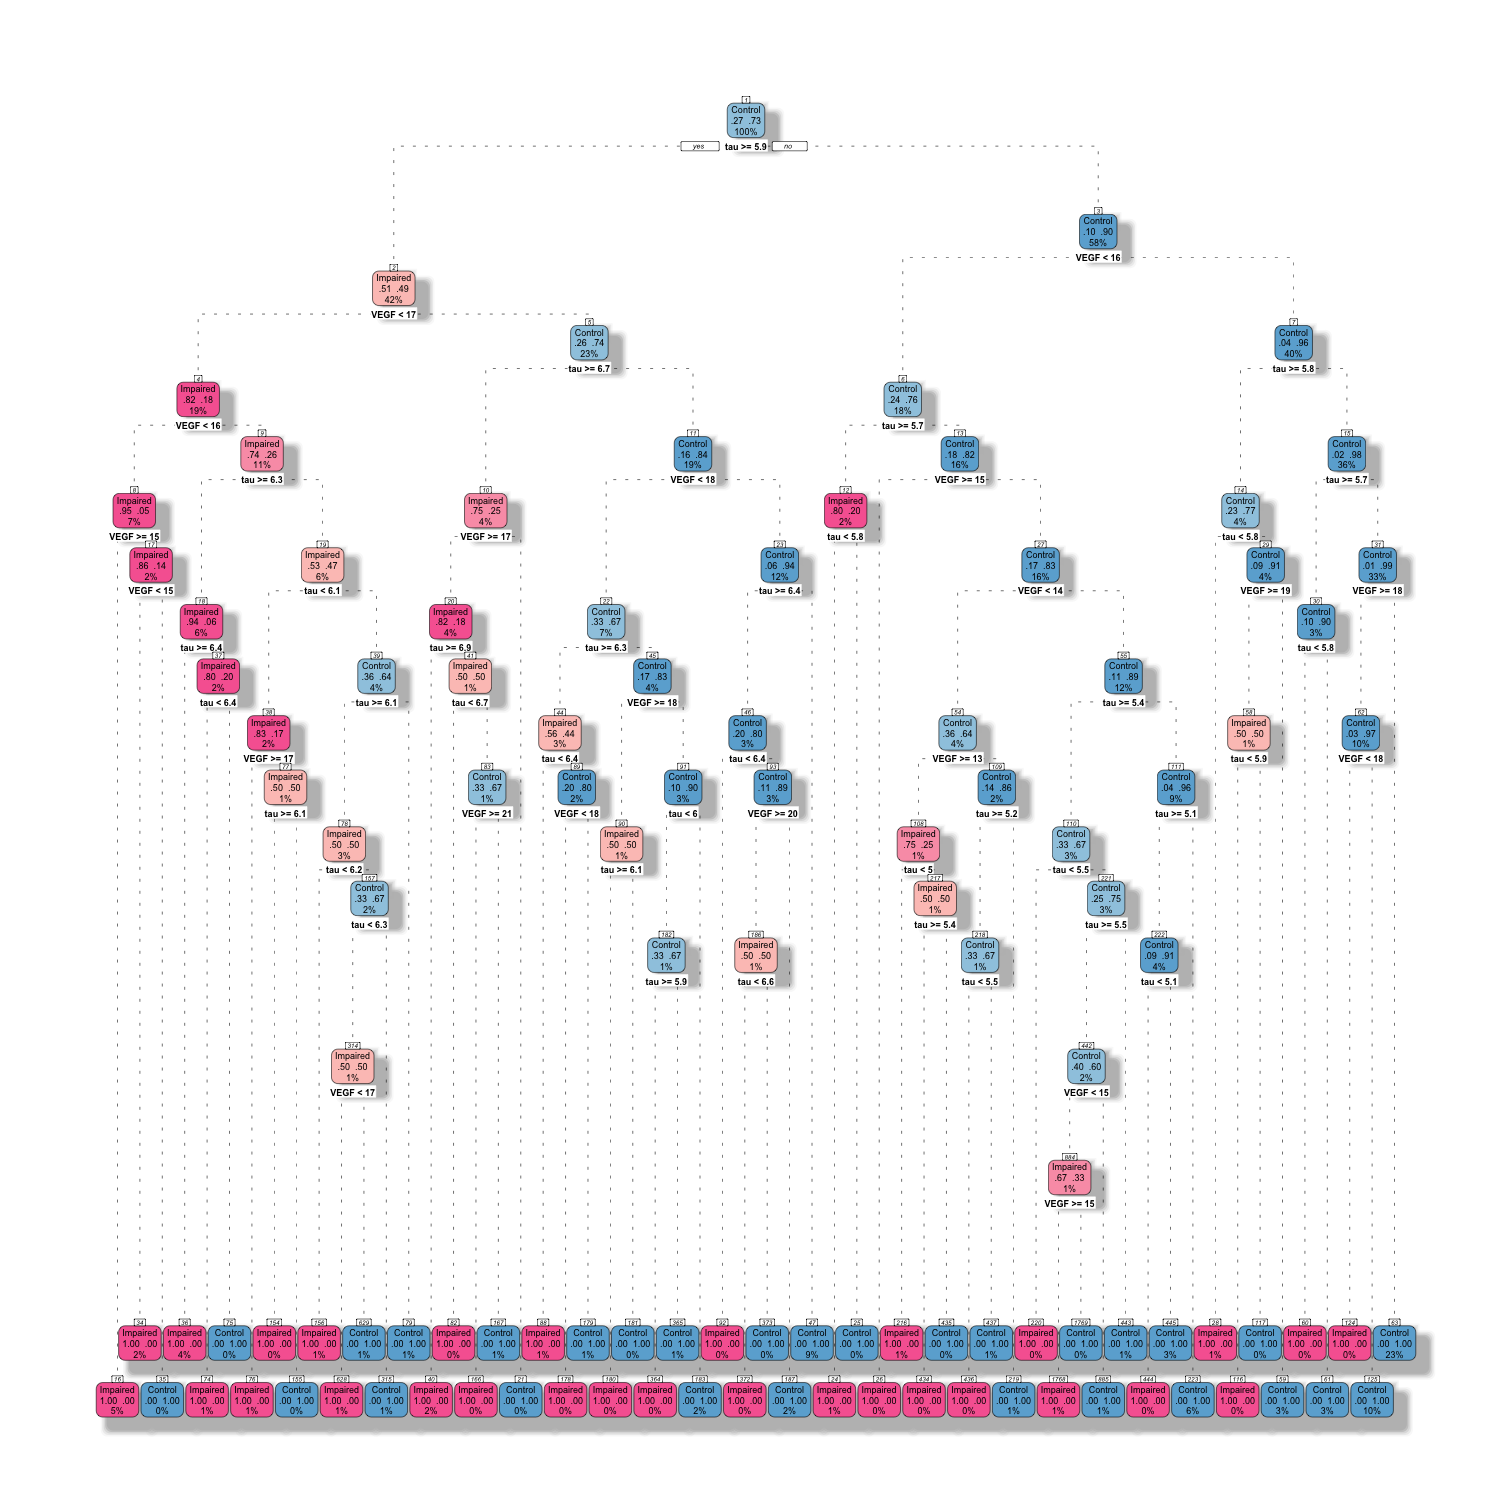 1
Control
.27 .73
100%
yes
tau >= 5.9
no
3
Control
.10 .90
58%
VEGF < 16
2
Impaired
.51 .49
42%
VEGF < 17
5
Control
.26 .74
23%
tau >= 6.7
7
Control
.04 .96
40%
tau >= 5.8
4
Impaired
.82 .18
19%
VEGF < 16
6
Control
.24 .76
18%
tau >= 5.7
9
Impaired
.74 .26
11%
tau >= 6.3
11
Control
.16 .84
19%
VEGF < 18
13
Control
.18 .82
16%
VEGF >= 15
15
Control
.02 .98
36%
tau >= 5.7
8
Impaired
.95 .05
7%
VEGF >= 15
10
Impaired
.75 .25
4%
VEGF >= 17
12
Impaired
.80 .20
2%
tau < 5.8
14
Control
.23 .77
4%
tau < 5.8
17
Impaired
.86 .14
2%
VEGF < 15
19
Impaired
.53 .47
6%
tau < 6.1
23
Control
.06 .94
12%
tau >= 6.4
27
Control
.17 .83
16%
VEGF < 14
29
Control
.09 .91
4%
VEGF >= 19
31
Control
.01 .99
33%
VEGF >= 18
18
Impaired
.94 .06
6%
tau >= 6.4
20
Impaired
.82 .18
4%
tau >= 6.9
22
Control
.33 .67
7%
tau >= 6.3
30
Control
.10 .90
3%
tau < 5.8
37
Impaired
.80 .20
2%
tau < 6.4
39
Control
.36 .64
4%
tau >= 6.1
41
Impaired
.50 .50
1%
tau < 6.7
45
Control
.17 .83
4%
VEGF >= 18
55
Control
.11 .89
12%
tau >= 5.4
38
Impaired
.83 .17
2%
VEGF >= 17
44
Impaired
.56 .44
3%
tau < 6.4
46
Control
.20 .80
3%
tau < 6.4
54
Control
.36 .64
4%
VEGF >= 13
58
Impaired
.50 .50
1%
tau < 5.9
62
Control
.03 .97
10%
VEGF < 18
77
Impaired
.50 .50
1%
tau >= 6.1
83
Control
.33 .67
1%
VEGF >= 21
89
Control
.20 .80
2%
VEGF < 18
91
Control
.10 .90
3%
tau < 6
93
Control
.11 .89
3%
VEGF >= 20
109
Control
.14 .86
2%
tau >= 5.2
111
Control
.04 .96
9%
tau >= 5.1
78
Impaired
.50 .50
3%
tau < 6.2
90
Impaired
.50 .50
1%
tau >= 6.1
108
Impaired
.75 .25
1%
tau < 5
110
Control
.33 .67
3%
tau < 5.5
157
Control
.33 .67
2%
tau < 6.3
217
Impaired
.50 .50
1%
tau >= 5.4
221
Control
.25 .75
3%
tau >= 5.5
182
Control
.33 .67
1%
tau >= 5.9
186
Impaired
.50 .50
1%
tau < 6.6
218
Control
.33 .67
1%
tau < 5.5
222
Control
.09 .91
4%
tau < 5.1
314
Impaired
.50 .50
1%
VEGF < 17
442
Control
.40 .60
2%
VEGF < 15
884
Impaired
.67 .33
1%
VEGF >= 15
34 36 75 154 156 629 79 82 167 88 179 181 365 92 373 47 25 216 435 437 220 1769 443 445 28 117 60 124 63
Impaired Impaired Control Impaired Impaired Control Control Impaired Control Impaired Control Control Control Impaired Control Control Control Impaired Control Control Impaired Control Control Control Impaired Control Impaired Impaired Control
1.00 .00 1.00 .00 .00 1.00 1.00 .00 1.00 .00 .00 1.00 .00 1.00 1.00 .00 .00 1.00 1.00 .00 .00 1.00 .00 1.00 .00 1.00 1.00 .00 .00 1.00 .00 1.00 .00 1.00 1.00 .00 .00 1.00 .00 1.00 1.00 .00 .00 1.00 .00 1.00 .00 1.00 1.00 .00 .00 1.00 1.00 .00 1.00 .00 .00 1.00
2% 4% 0% 0% 1% 1% 1% 0% 0% 1% 1% 0% 1% 0% 0% 9% 0% 1% 0% 1% 0% 0% 1% 3% 1% 0% 0% 0% 23%
16 35 74 76 155 628 315 40 166 21 178 180 364 183 372 187 24 26 434 436 219 1768 885 444 223 116 59 61 125
Impaired Control Impaired Impaired Control Impaired Control Impaired Impaired Control Impaired Impaired Impaired Control Impaired Control Impaired Impaired Impaired Impaired Control Impaired Control Impaired Control Impaired Control Control Control
1.00 .00 .00 1.00 1.00 .00 1.00 .00 .00 1.00 1.00 .00 .00 1.00 1.00 .00 1.00 .00 .00 1.00 1.00 .00 1.00 .00 1.00 .00 .00 1.00 1.00 .00 .00 1.00 1.00 .00 1.00 .00 1.00 .00 1.00 .00 .00 1.00 1.00 .00 .00 1.00 1.00 .00 .00 1.00 1.00 .00 .00 1.00 .00 1.00 .00 1.00
5% 0% 1% 1% 0% 1% 1% 2% 0% 0% 0% 0% 0% 2% 0% 2% 1% 0% 0% 0% 1% 1% 1% 0% 6% 0% 3% 3% 10%